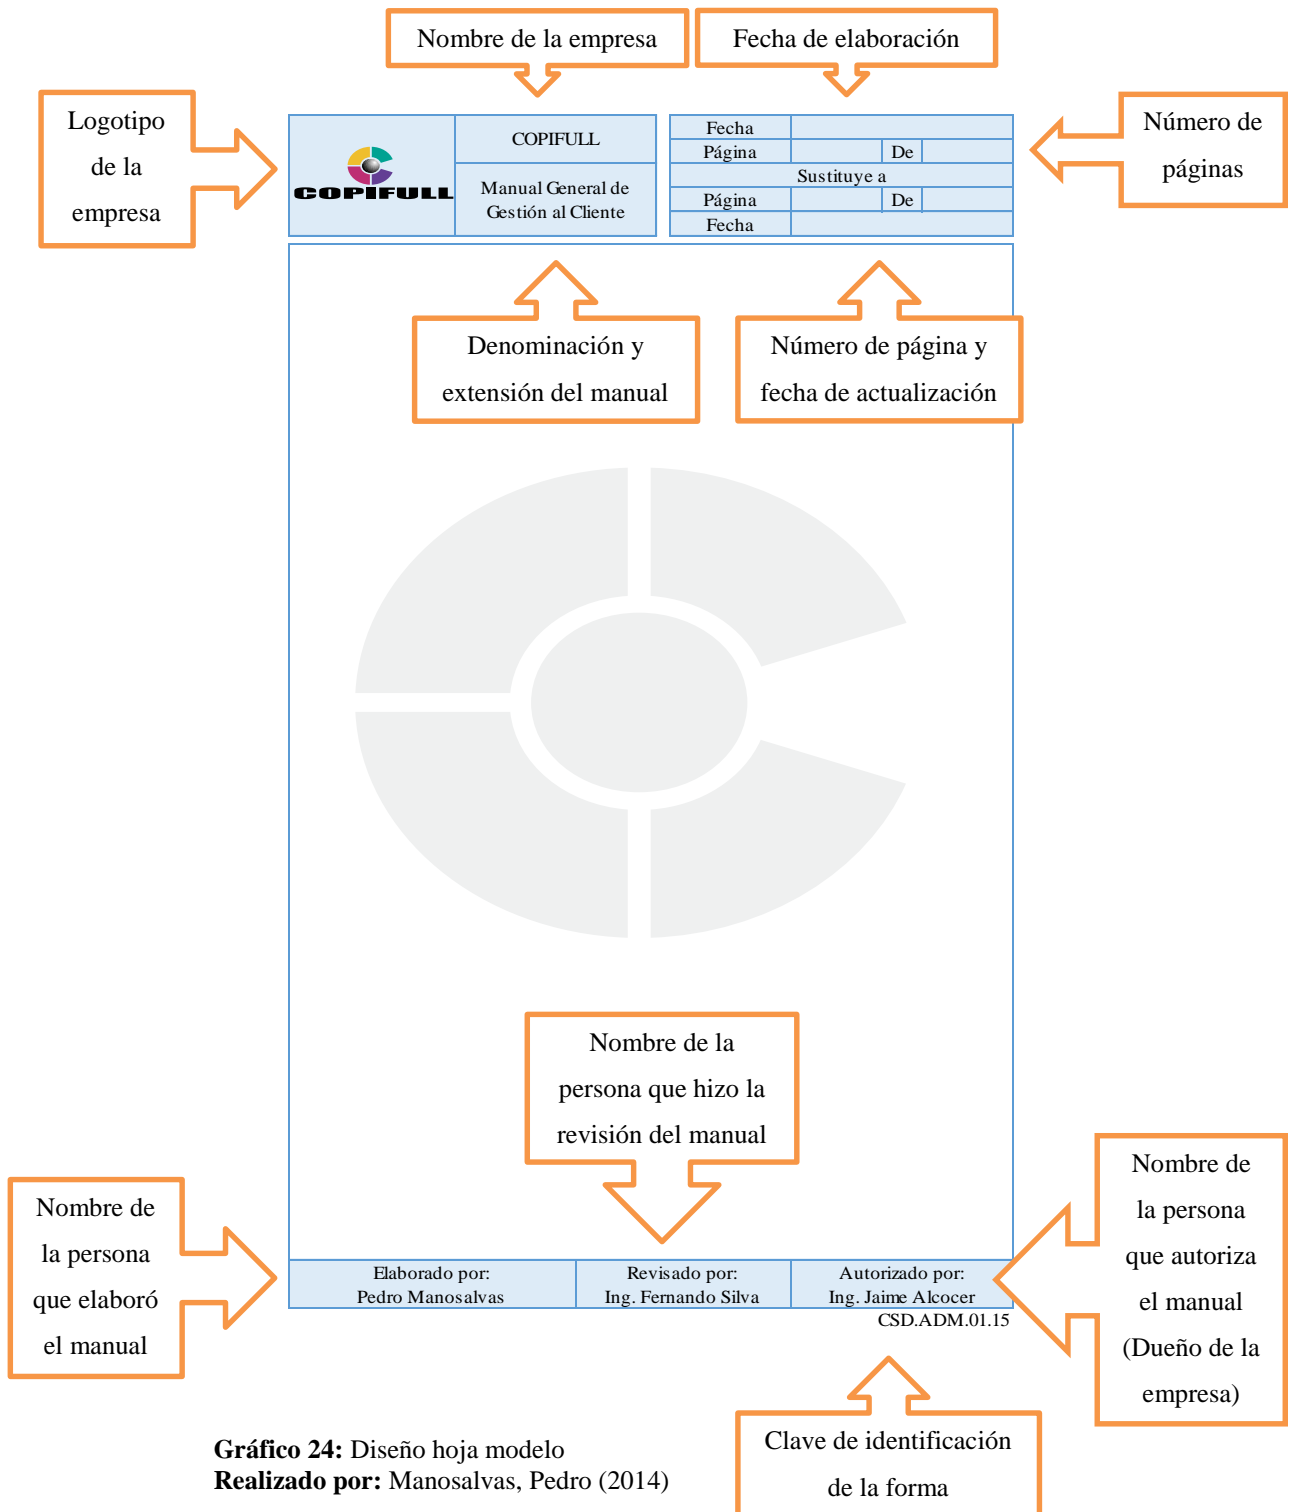 Nombre de la empresa
Fecha de elaboración
Logotipo
de la
empresa
COPIFULL
COPIFULL
Manual General de
Gestión al Cliente
Fecha
Página De
Sustituye a
Página De
Fecha
Número de
páginas
Denominación y
extensión del manual
Número de página y
fecha de actualización
Nombre de la
persona que hizo la
revisión del manual
Nombre de
la persona
que elaboró
el manual
Elaborado por:
Pedro Manosalvas
Revisado por:
Ing. Fernando Silva
Autorizado por:
Ing. Jaime Alcocer
CSD.ADM.01.15
Nombre de
la persona
que autoriza
el manual
(Dueño de la
empresa)
Clave de identificación
de la forma
Gráfico 24: Diseño hoja modelo
Realizado por: Manosalvas, Pedro (2014)